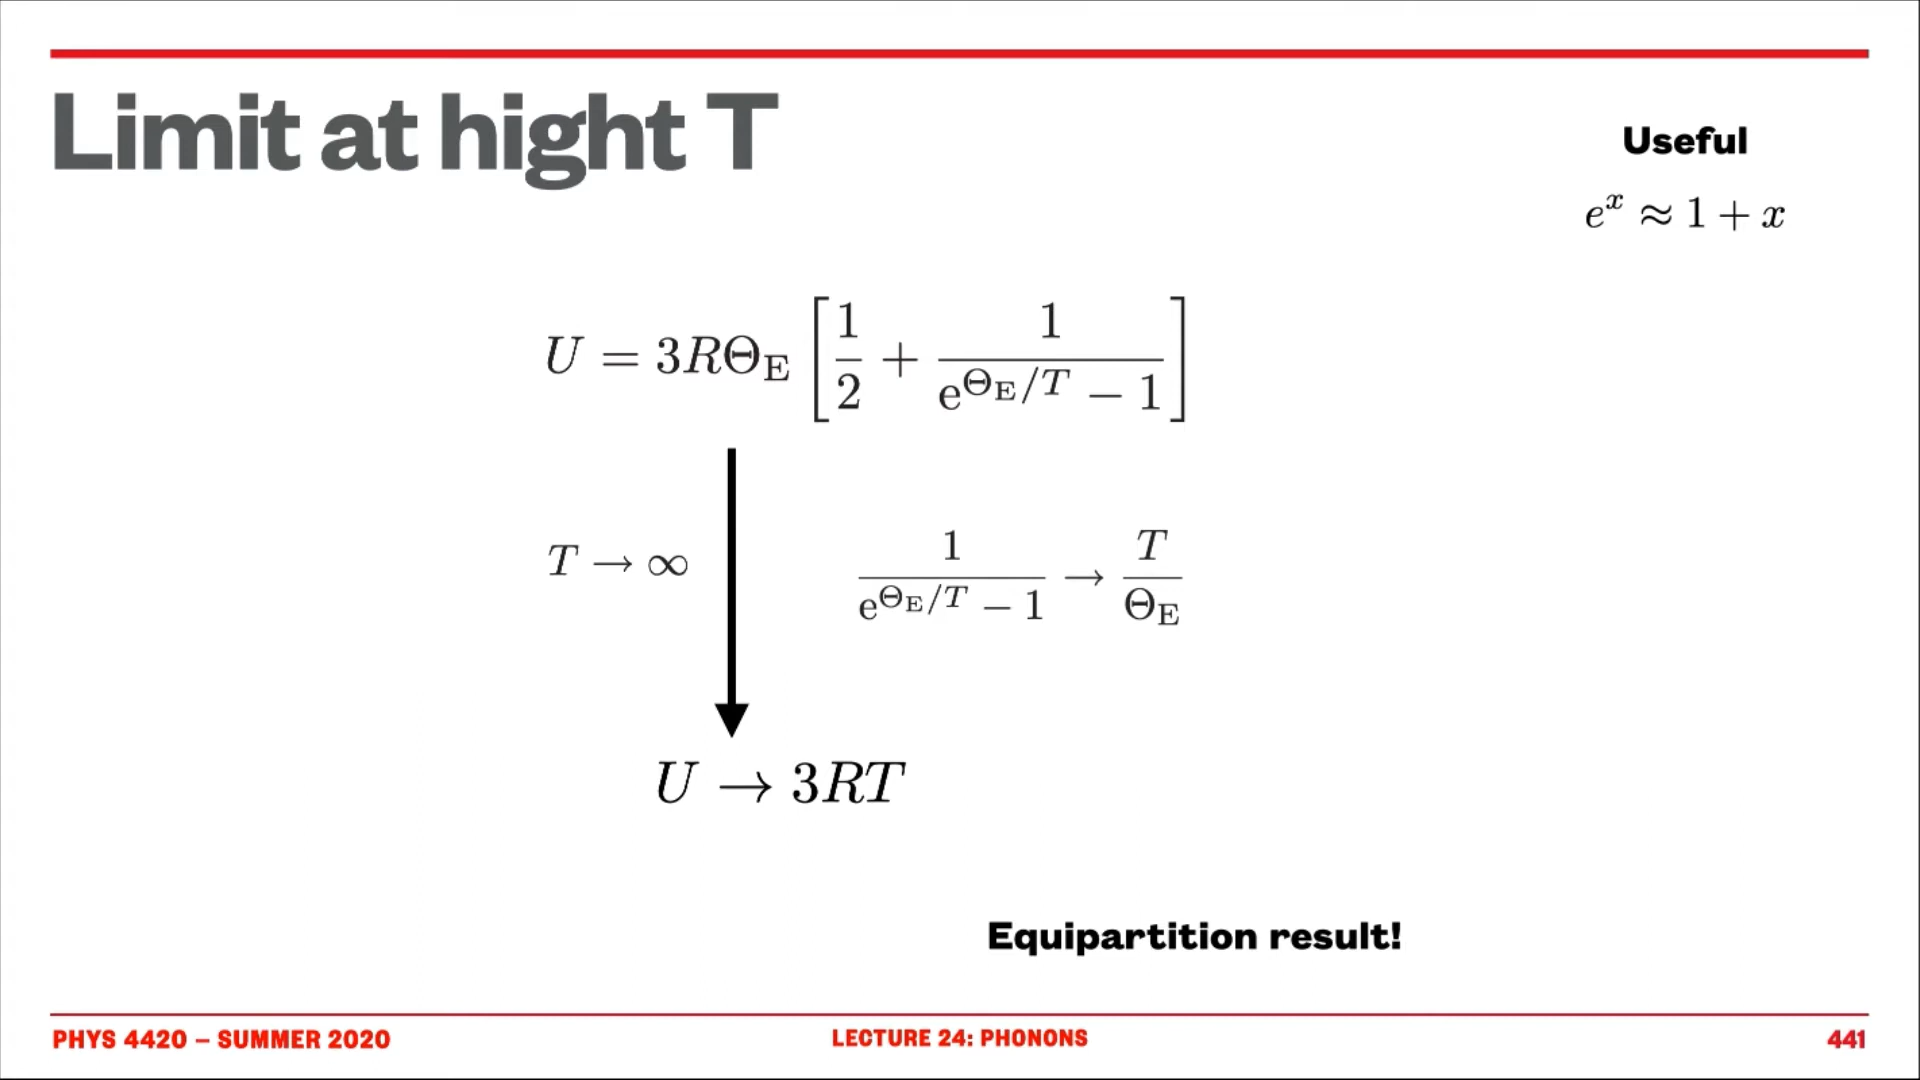 Limit at hight T
Useful
e^x ≈ 1 + x
U = 3RΘ_E [ 1/2 + 1/(e^{Θ_E/T} − 1) ]
T → ∞
1/(e^{Θ_E/T} − 1) → T/Θ_E
U → 3RT
Equipartition result!
PHYS 4420 – SUMMER 2020
LECTURE 24: PHONONS
441